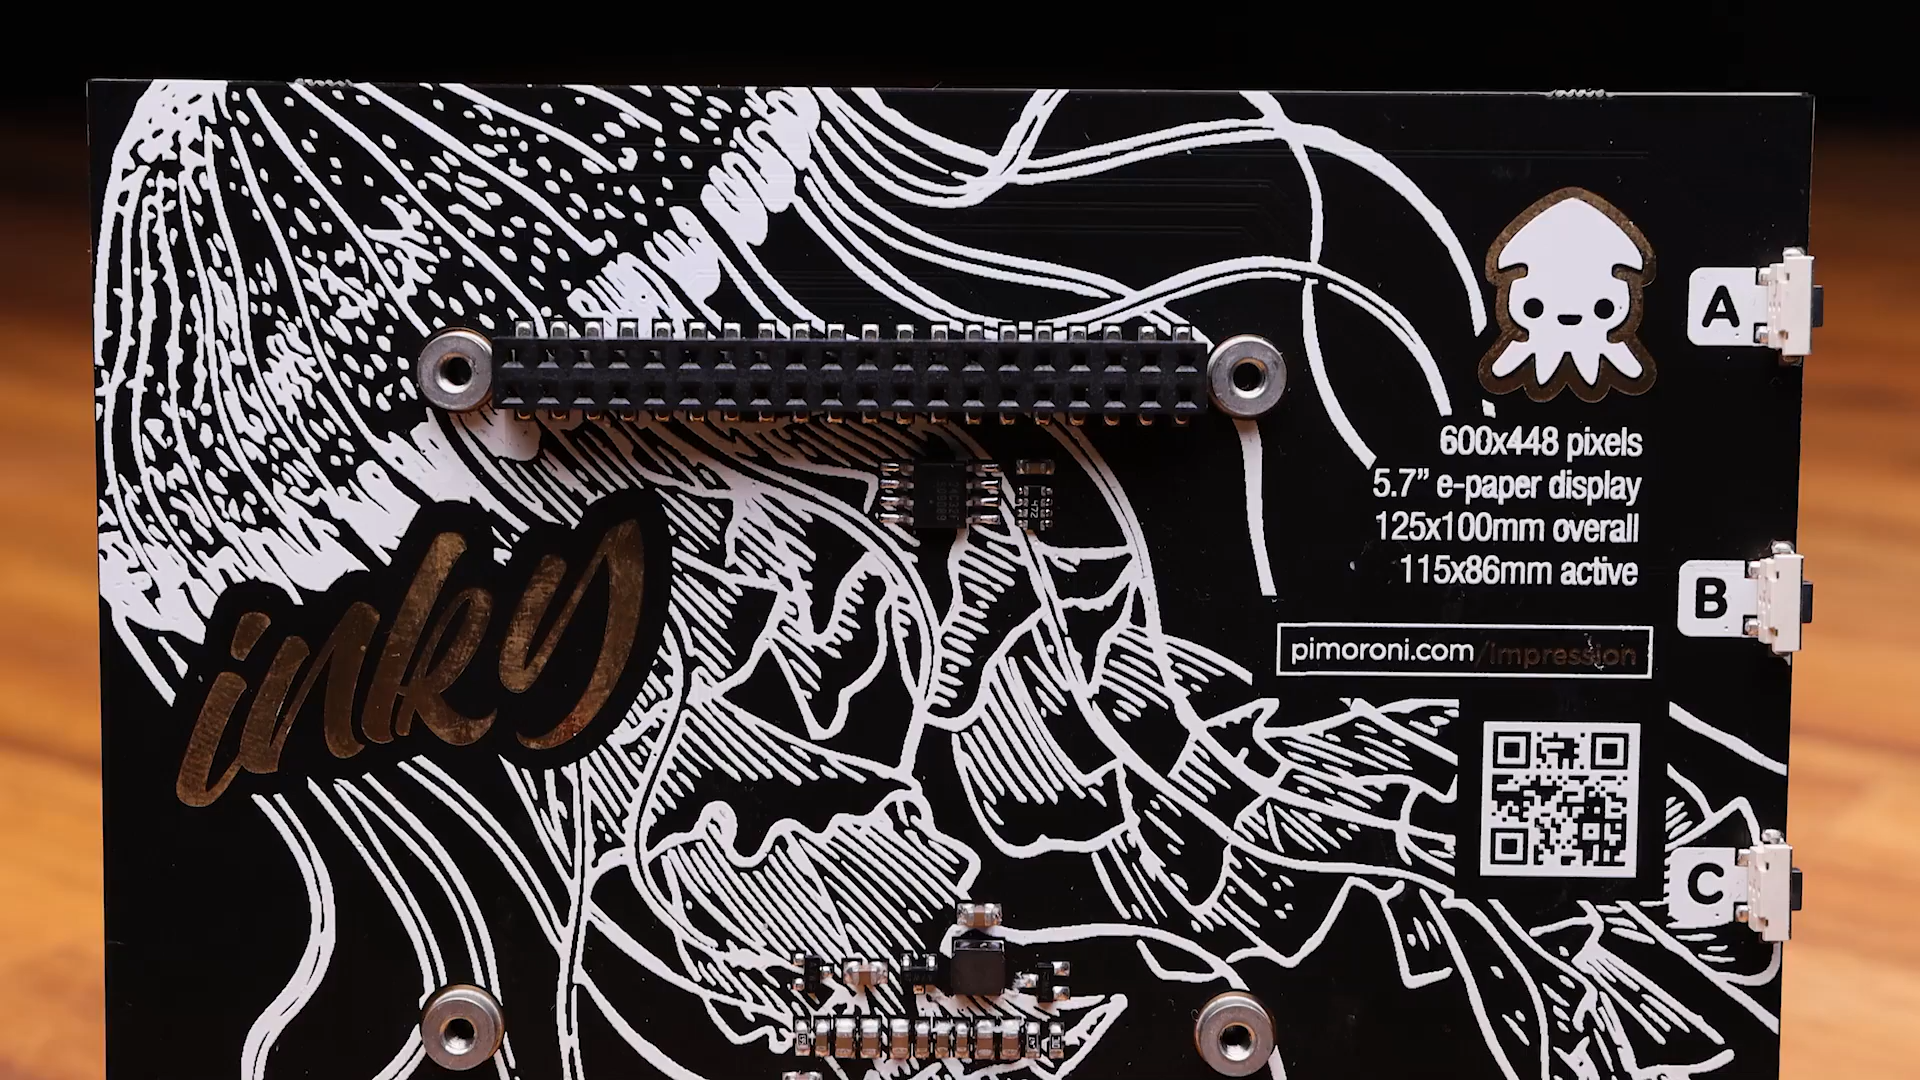 A
600x448 pixels
5.7” e-paper display
125x100mm overall
115x86mm active
inky
B
pimoroni.com/impression
C